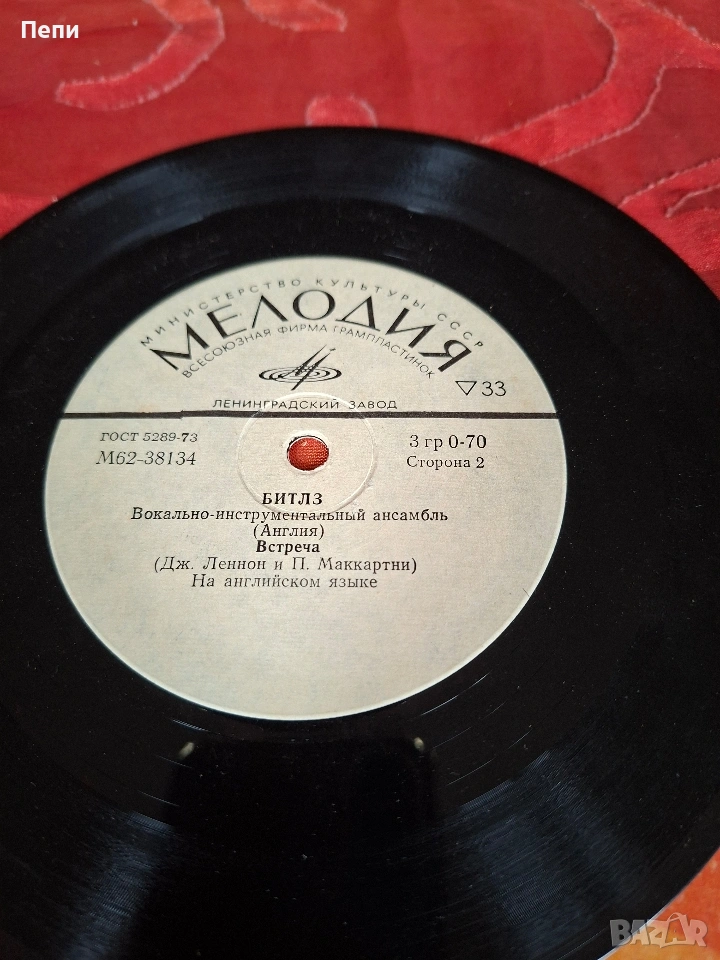 Пепи
МИНИСТЕРСТВО КУЛЬТУРЫ СССР
МЕЛОДИЯ
ВСЕСОЮЗНАЯ ФИРМА ГРАМПЛАСТИНОК
▽33
ЛЕНИНГРАДСКИЙ ЗАВОД
ГОСТ 5289-73
3 гр 0-70
М62-38134
Сторона 2
БИТЛЗ
Вокально-инструментальный ансамбль
(Англия)
Встреча
(Дж. Леннон и П. Маккартни)
На английском языке
BAZAR